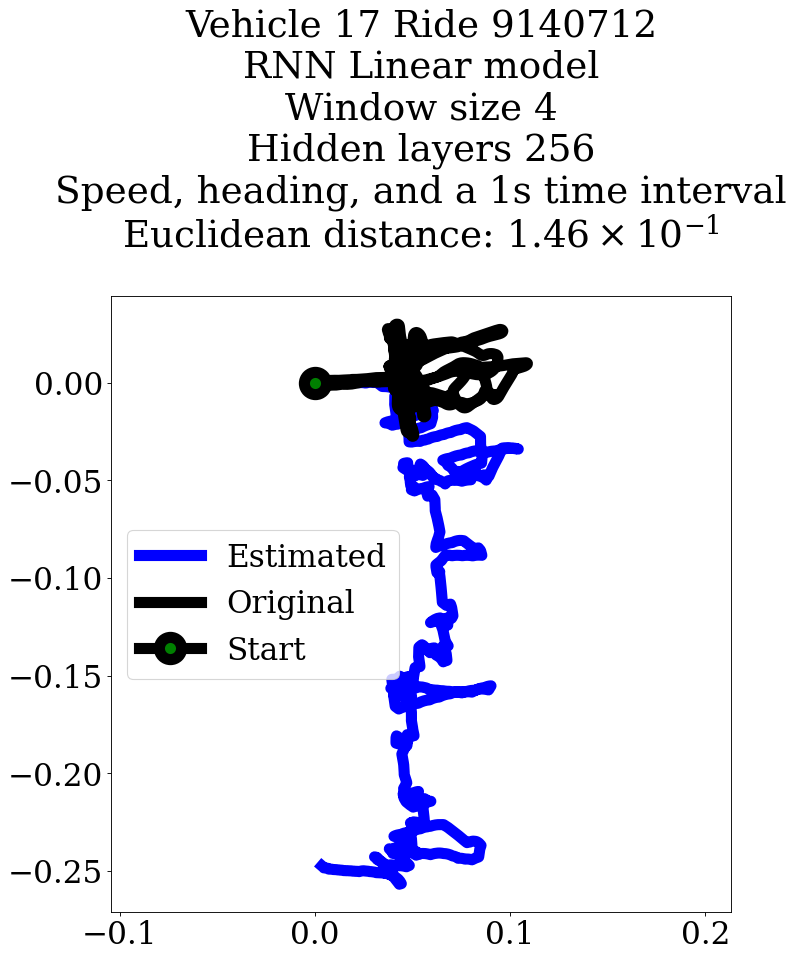 Vehicle 17 Ride 9140712
RNN Linear model
Window size 4
Hidden layers 256
Speed, heading, and a 1s time interval
Euclidean distance: 1.46 × 10⁻¹
0.00
−0.05
−0.10
−0.15
−0.20
−0.25
Estimated
Original
Start
−0.1 0.0 0.1 0.2